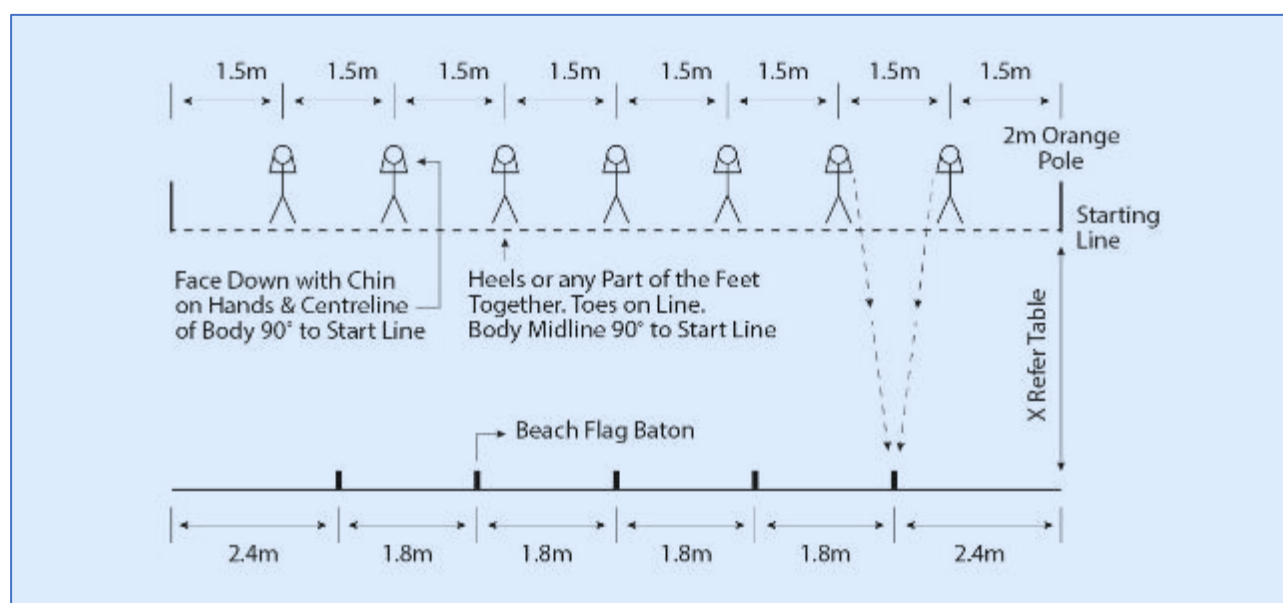 1.5m 1.5m 1.5m 1.5m 1.5m 1.5m 1.5m 1.5m
2m Orange
Pole
Starting
Line
Face Down with Chin
on Hands & Centreline
of Body 90° to Start Line
Heels or any Part of the Feet
Together. Toes on Line.
Body Midline 90° to Start Line
X Refer Table
Beach Flag Baton
2.4m 1.8m 1.8m 1.8m 1.8m 2.4m